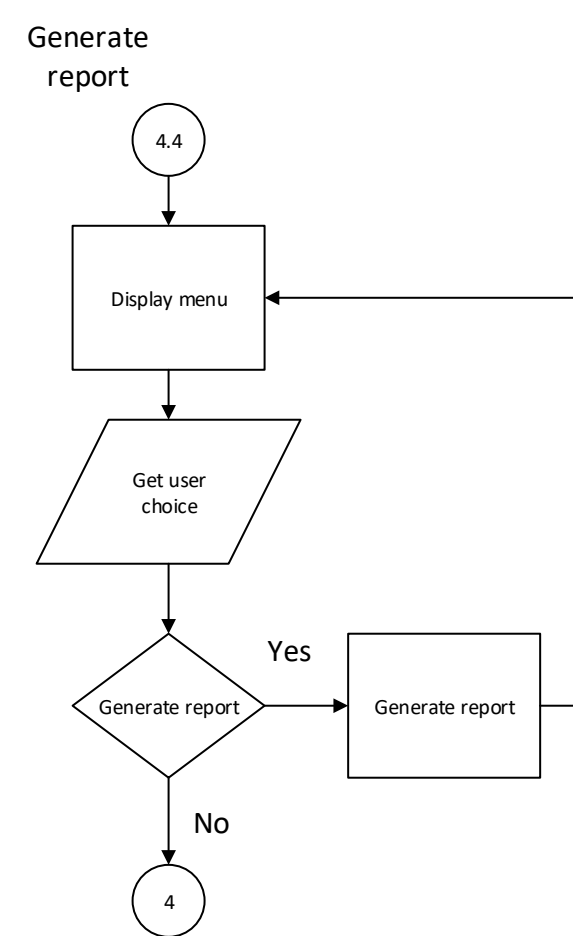 Generate
report
4.4
Display menu
Get user
choice
Generate report
Yes
Generate report
No
4